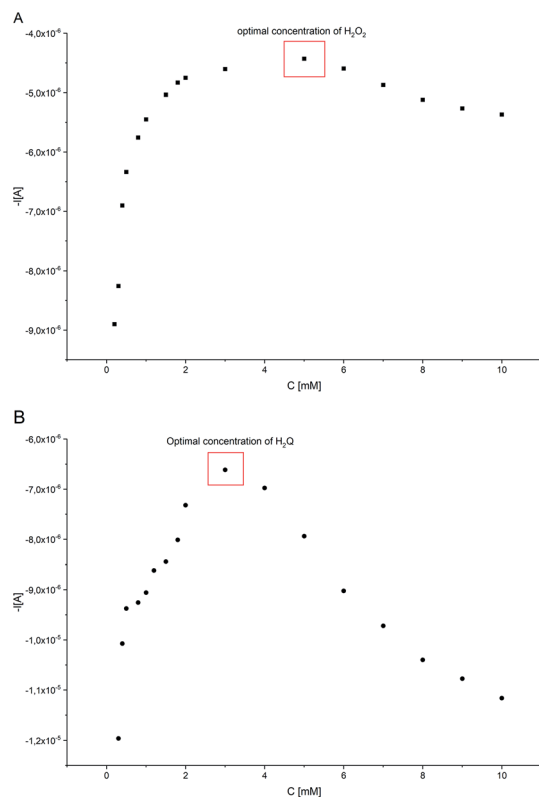 A
optimal concentration of H₂O₂
-4,0x10⁻⁶
-5,0x10⁻⁶
-6,0x10⁻⁶
-7,0x10⁻⁶
-8,0x10⁻⁶
-9,0x10⁻⁶
-I[A]
0 2 4 6 8 10
C [mM]
B
Optimal concentration of H₂Q
-6,0x10⁻⁶
-7,0x10⁻⁶
-8,0x10⁻⁶
-9,0x10⁻⁶
-1,0x10⁻⁵
-1,1x10⁻⁵
-1,2x10⁻⁵
-I[A]
0 2 4 6 8 10
C [mM]